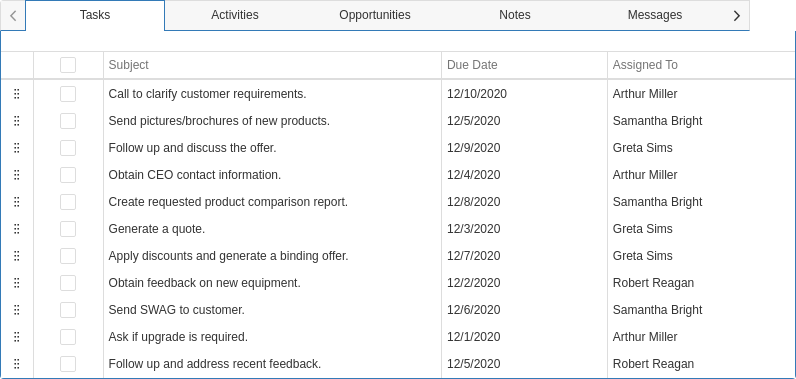 Tasks Activities Opportunities Notes Messages
Subject Due Date Assigned To
Call to clarify customer requirements. 12/10/2020 Arthur Miller
Send pictures/brochures of new products. 12/5/2020 Samantha Bright
Follow up and discuss the offer. 12/9/2020 Greta Sims
Obtain CEO contact information. 12/4/2020 Arthur Miller
Create requested product comparison report. 12/8/2020 Samantha Bright
Generate a quote. 12/3/2020 Greta Sims
Apply discounts and generate a binding offer. 12/7/2020 Greta Sims
Obtain feedback on new equipment. 12/2/2020 Robert Reagan
Send SWAG to customer. 12/6/2020 Samantha Bright
Ask if upgrade is required. 12/1/2020 Arthur Miller
Follow up and address recent feedback. 12/5/2020 Robert Reagan